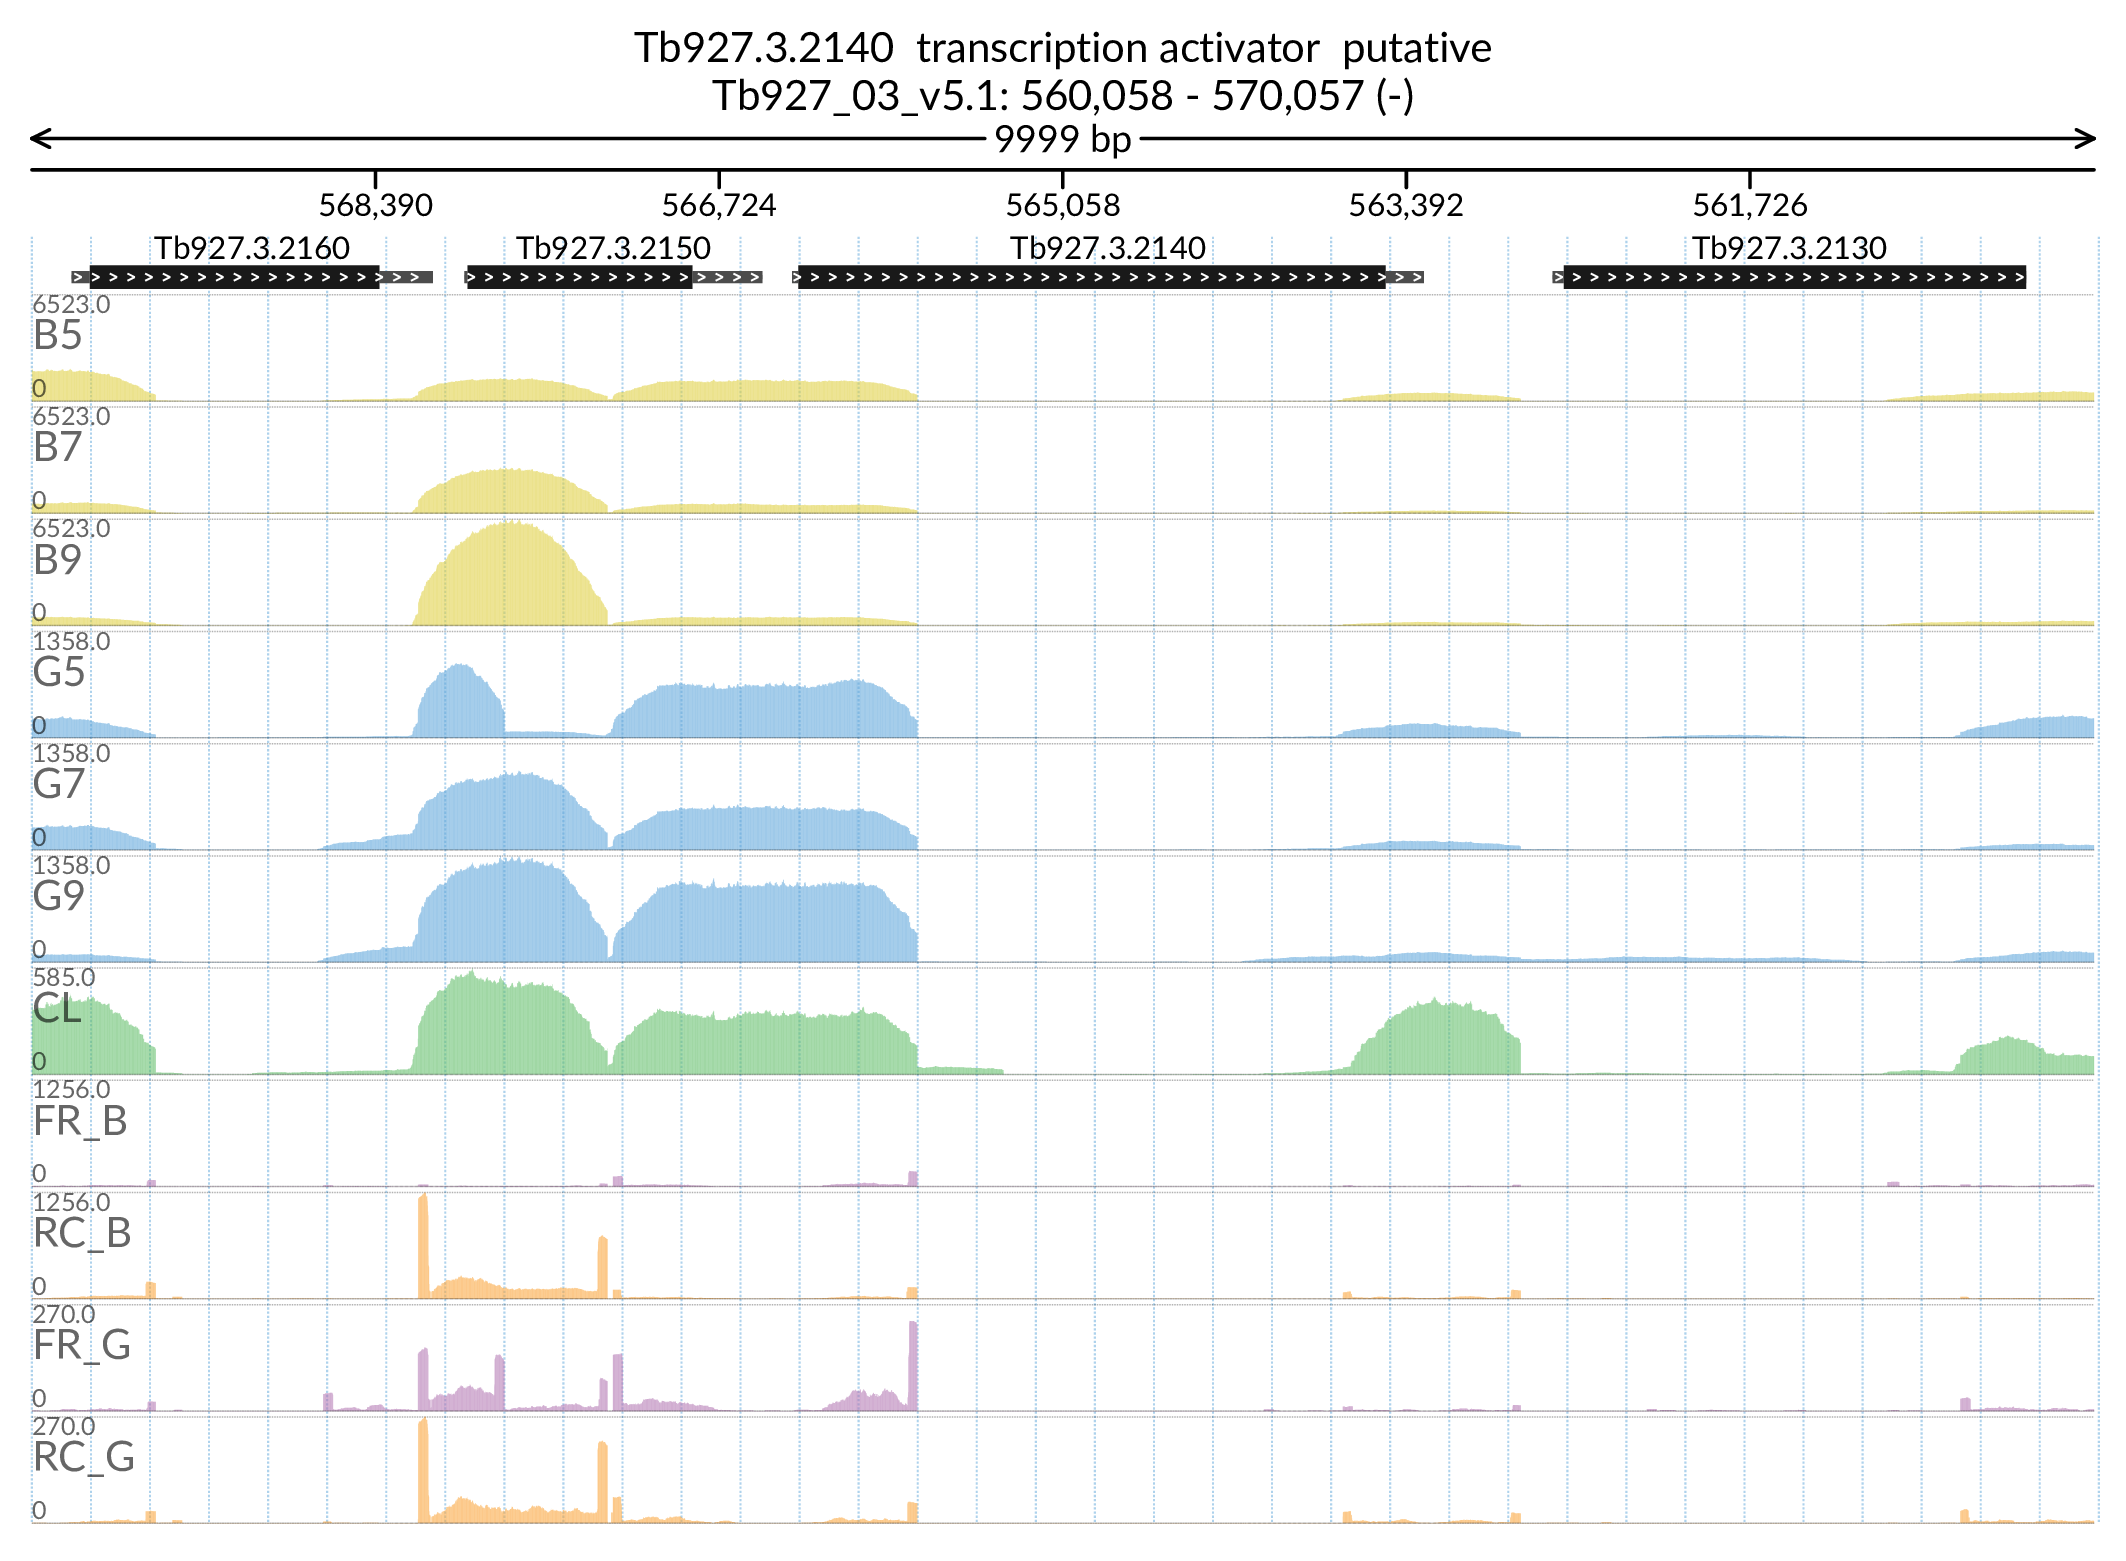 Tb927.3.2140 transcription activator putative
Tb927_03_v5.1: 560,058 - 570,057 (-)
9999 bp
568,390 566,724 565,058 563,392 561,726
Tb927.3.2160 Tb927.3.2150 Tb927.3.2140 Tb927.3.2130
6523.0
B5
0
6523.0
B7
0
6523.0
B9
0
1358.0
G5
0
1358.0
G7
0
1358.0
G9
0
585.0
CL
0
1256.0
FR_B
0
1256.0
RC_B
0
270.0
FR_G
0
270.0
RC_G
0